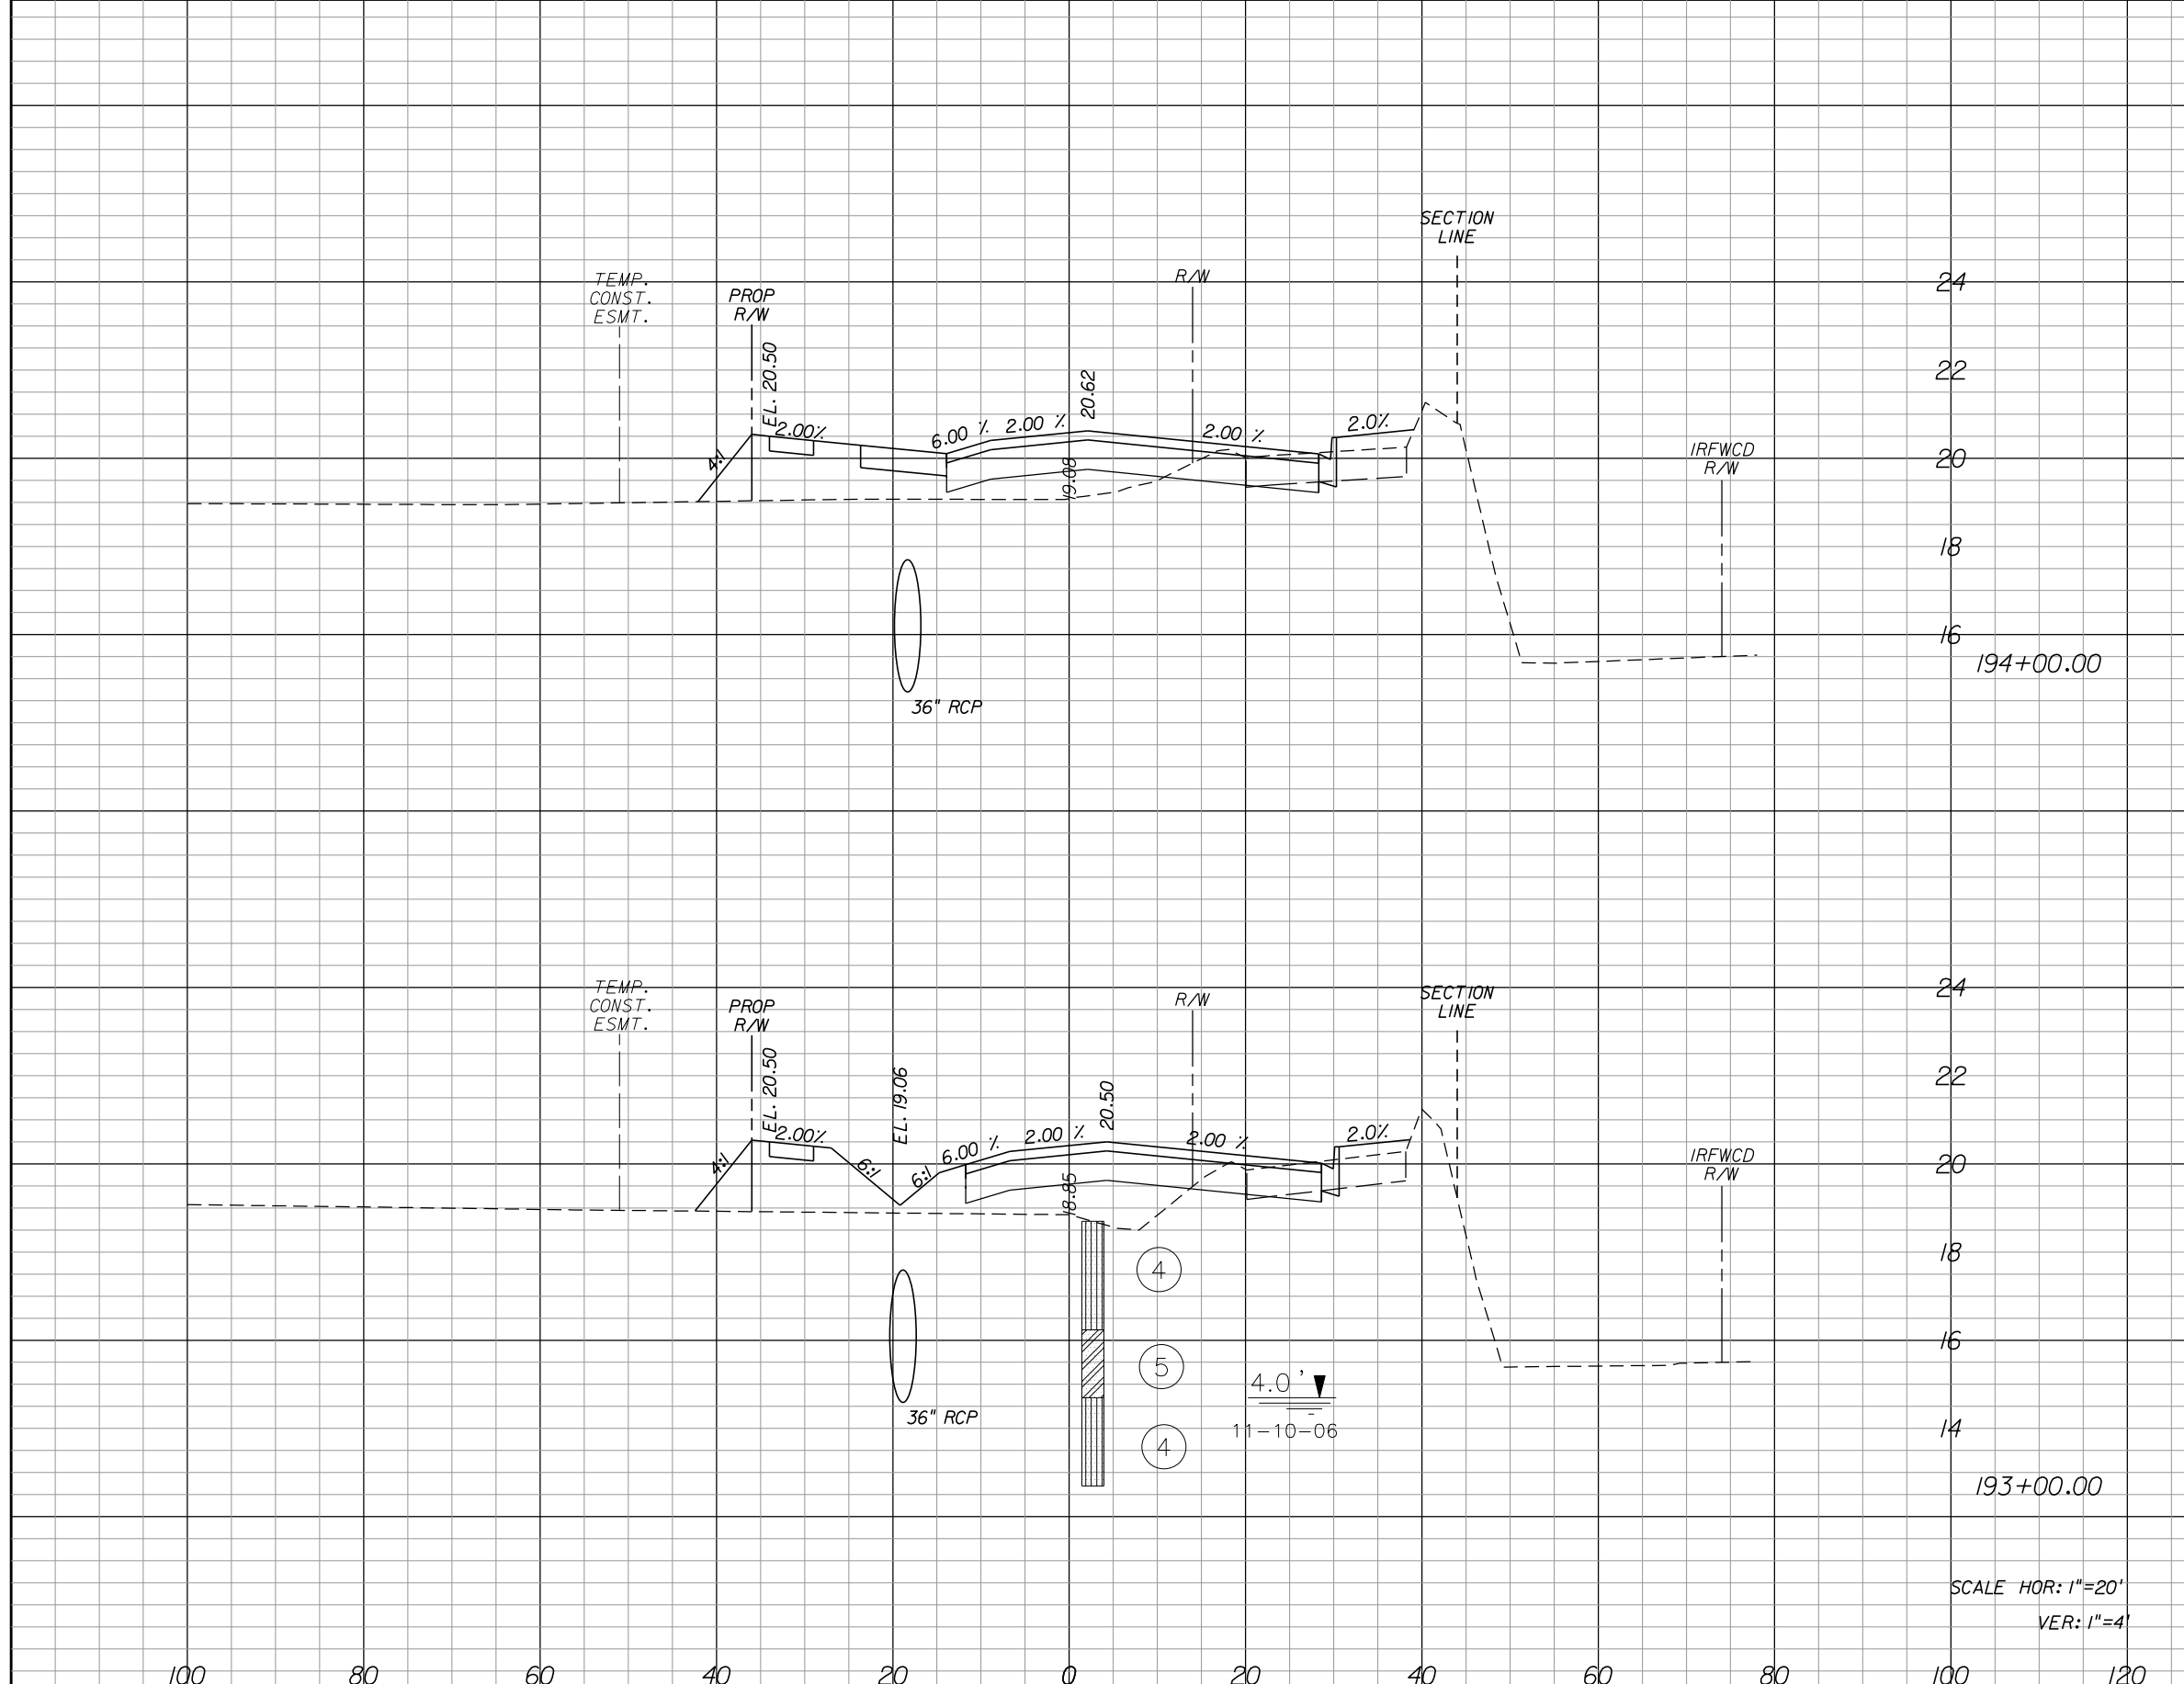 SECTION
LINE
TEMP.
CONST.
ESMT.
PROP
R/W
R/W
24
EL. 20.50
20.62
22
4:1
2.00%
6.00 %
2.00 %
2.00 %
2.0%
19.08
20
IRFWCD
R/W
18
16
194+00.00
36" RCP
TEMP.
CONST.
ESMT.
PROP
R/W
R/W
SECTION
LINE
24
EL. 20.50
EL. 19.06
20.50
22
4:1
2.00%
6:1
6:1
6.00 %
2.00 %
2.00 %
2.0%
18.85
20
IRFWCD
R/W
4
18
5
16
4.0'
11-10-06
36" RCP
4
14
193+00.00
SCALE HOR: 1"=20'
VER: 1"=4'
100 80 60 40 20 0 20 40 60 80 100 120